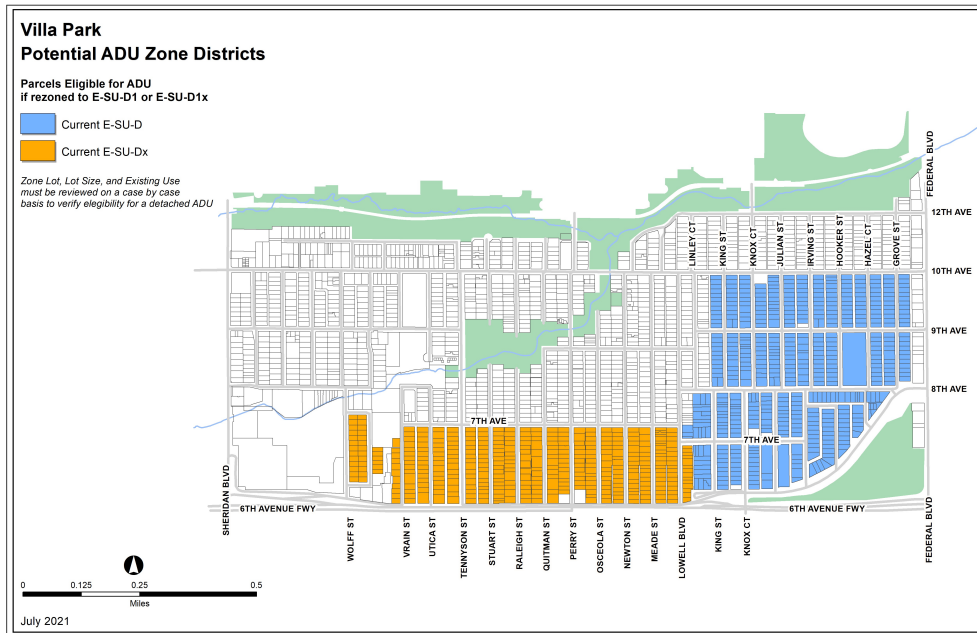 Villa Park
Potential ADU Zone Districts
Parcels Eligible for ADU
if rezoned to E-SU-D1 or E-SU-D1x
Current E-SU-D
Current E-SU-Dx
Zone Lot, Lot Size, and Existing Use
must be reviewed on a case by case
basis to verify elegibility for a detached ADU
FEDERAL BLVD
12TH AVE
LINLEY CT
KING ST
KNOX CT
JULIAN ST
IRVING ST
HOOKER ST
HAZEL CT
GROVE ST
10TH AVE
9TH AVE
8TH AVE
7TH AVE
7TH AVE
SHERIDAN BLVD
6TH AVENUE FWY
6TH AVENUE FWY
WOLFF ST
VRAIN ST
UTICA ST
TENNYSON ST
STUART ST
RALEIGH ST
QUITMAN ST
PERRY ST
OSCEOLA ST
NEWTON ST
MEADE ST
LOWELL BLVD
KING ST
KNOX CT
FEDERAL BLVD
0 0.125 0.25 0.5
Miles
July 2021